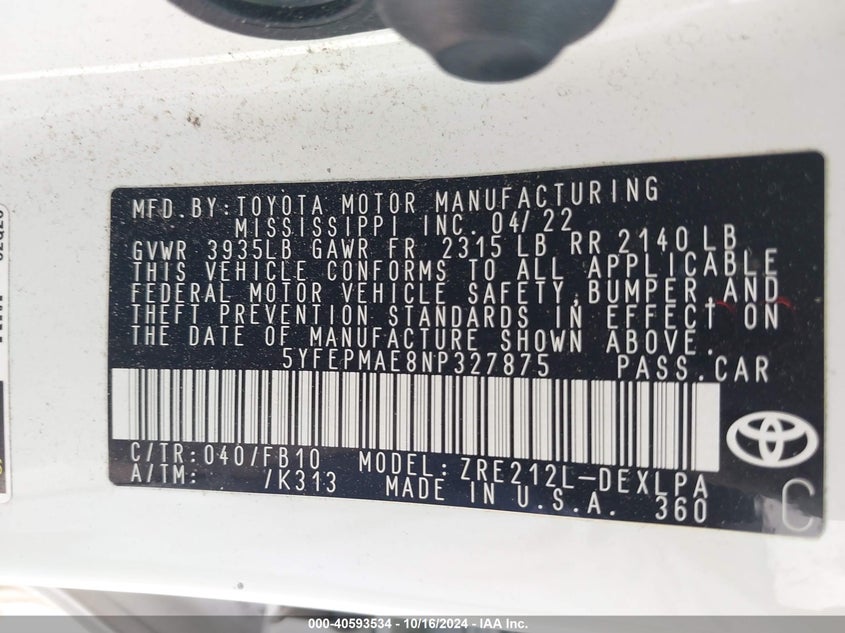 MFD. BY: TOYOTA MOTOR MANUFACTURING
MISSISSIPPI INC. 04/22
GVWR 3935LB GAWR FR 2315 LB RR 2140 LB
THIS VEHICLE CONFORMS TO ALL APPLICABLE
FEDERAL MOTOR VEHICLE SAFETY, BUMPER, AND
THEFT PREVENTION STANDARDS IN EFFECT ON
THE DATE OF MANUFACTURE SHOWN ABOVE.
5YFEPMAE8NP327875 PASS. CAR
C/TR: 040/FB10 MODEL: ZRE212L-DEXLPA
A/TM: /K313 MADE IN U.S.A. 360
C
000-40593534 - 10/16/2024 - IAA Inc.